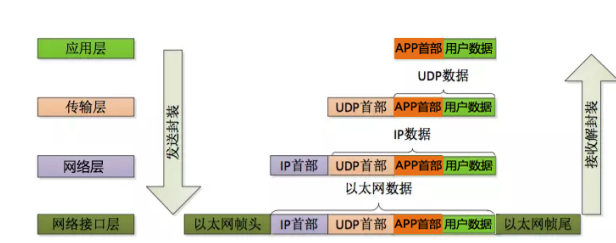 应用层 APP首部 用户数据
UDP数据
传输层 UDP首部 APP首部 用户数据
IP数据
网络层 IP首部 UDP首部 APP首部 用户数据
以太网数据
网络接口层 以太网帧头 IP首部 UDP首部 APP首部 用户数据 以太网帧尾
发送封装
接收解封装